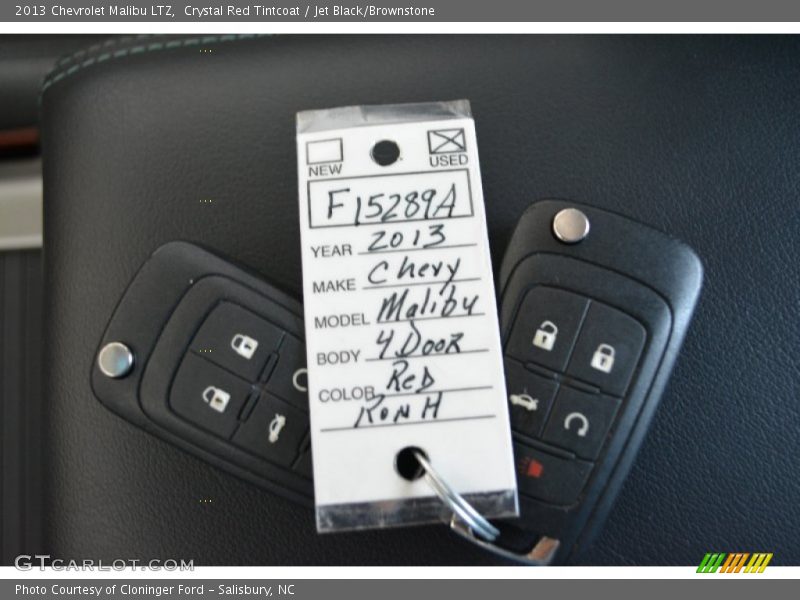 2013 Chevrolet Malibu LTZ, Crystal Red Tintcoat / Jet Black/Brownstone
NEW USED
F15289A
YEAR 2013
MAKE Chevy
MODEL Malibu
BODY 4 DooR
COLOR ReD
RonH
GTCARLOT.COM
Photo Courtesy of Cloninger Ford - Salisbury, NC